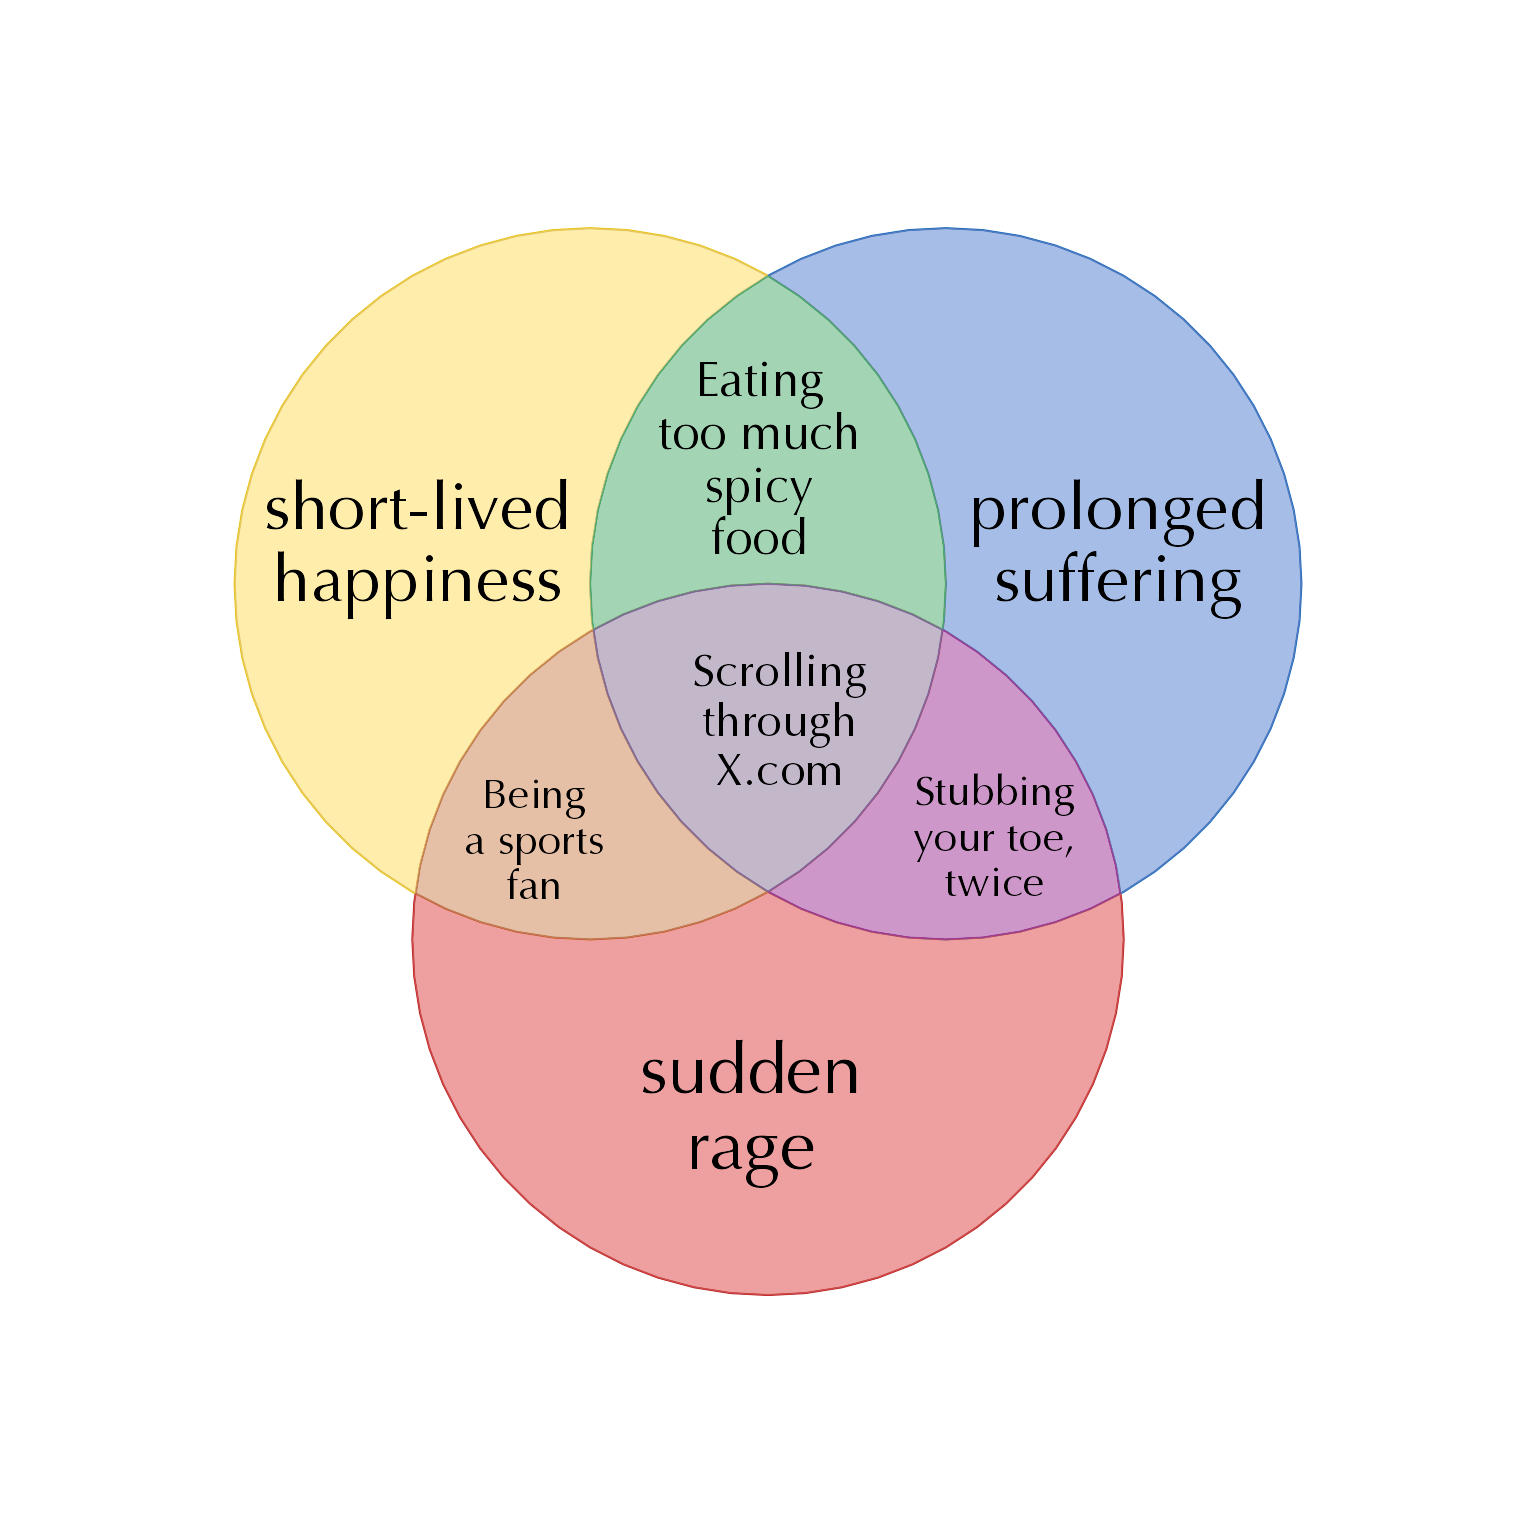 Eating
too much
spicy
food
short-lived
happiness
prolonged
suffering
Scrolling
through
X.com
Being
a sports
fan
Stubbing
your toe,
twice
sudden
rage